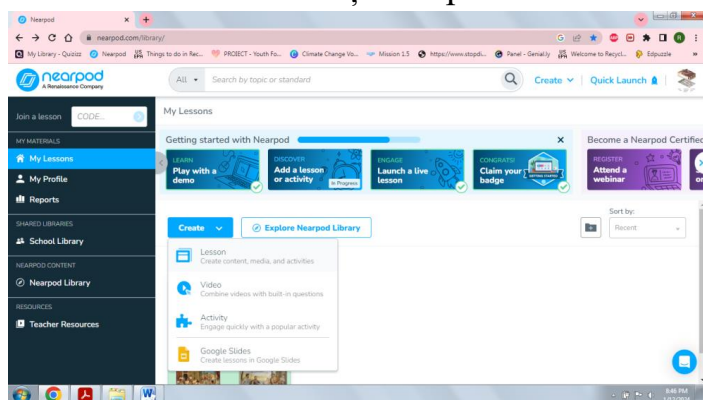 Nearpod
nearpod.com/library/
My Library - Quizizz
Nearpod
Things to do in Rec...
PROJECT - Youth Fo...
Climate Change Vo...
Mission 1.5
https://www.stopdi...
Panel - Genial.ly
Welcome to Recycl...
Edpuzzle
nearpod
A Renaissance Company
All
Search by topic or standard
Create
Quick Launch
Join a lesson
CODE...
MY MATERIALS
My Lessons
My Profile
Reports
SHARED LIBRARIES
School Library
NEARPOD CONTENT
Nearpod Library
RESOURCES
Teacher Resources
My Lessons
Getting started with Nearpod
Become a Nearpod Certified
LEARN
Play with a
demo
DISCOVER
Add a lesson
or activity
In Progress
ENGAGE
Launch a live
lesson
CONGRATS!
Claim your
badge
REGISTER
Attend a
webinar
Create
Explore Nearpod Library
Sort by:
Recent
Lesson
Create content, media, and activities
Video
Combine videos with built-in questions
Activity
Engage quickly with a popular activity
Google Slides
Create lessons in Google Slides
8:46 PM